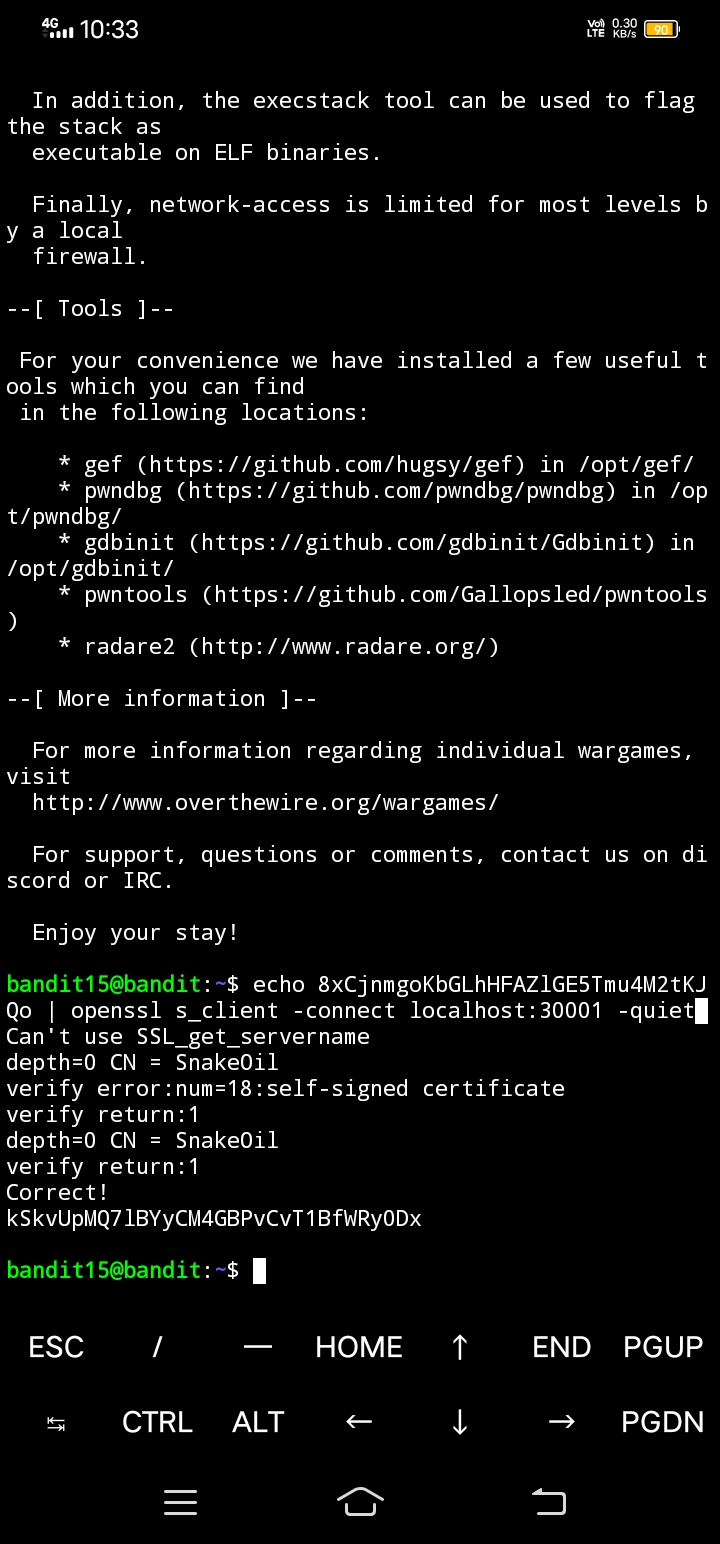 4G 10:33 Vo) LTE 0.30 KB/s 90
In addition, the execstack tool can be used to flag
the stack as
executable on ELF binaries.
Finally, network-access is limited for most levels b
y a local
firewall.
--[ Tools ]--
For your convenience we have installed a few useful t
ools which you can find
in the following locations:
* gef (https://github.com/hugsy/gef) in /opt/gef/
* pwndbg (https://github.com/pwndbg/pwndbg) in /op
t/pwndbg/
* gdbinit (https://github.com/gdbinit/Gdbinit) in
/opt/gdbinit/
* pwntools (https://github.com/Gallopsled/pwntools
)
* radare2 (http://www.radare.org/)
--[ More information ]--
For more information regarding individual wargames,
visit
http://www.overthewire.org/wargames/
For support, questions or comments, contact us on di
scord or IRC.
Enjoy your stay!
bandit15@bandit:~$ echo 8xCjnmgoKbGLhHFAZlGE5Tmu4M2tKJ
Qo | openssl s_client -connect localhost:30001 -quiet
Can't use SSL_get_servername
depth=0 CN = SnakeOil
verify error:num=18:self-signed certificate
verify return:1
depth=0 CN = SnakeOil
verify return:1
Correct!
kSkvUpMQ7lBYyCM4GBPvCvT1BfWRy0Dx
bandit15@bandit:~$
ESC / — HOME ↑ END PGUP
↹ CTRL ALT ← ↓ → PGDN